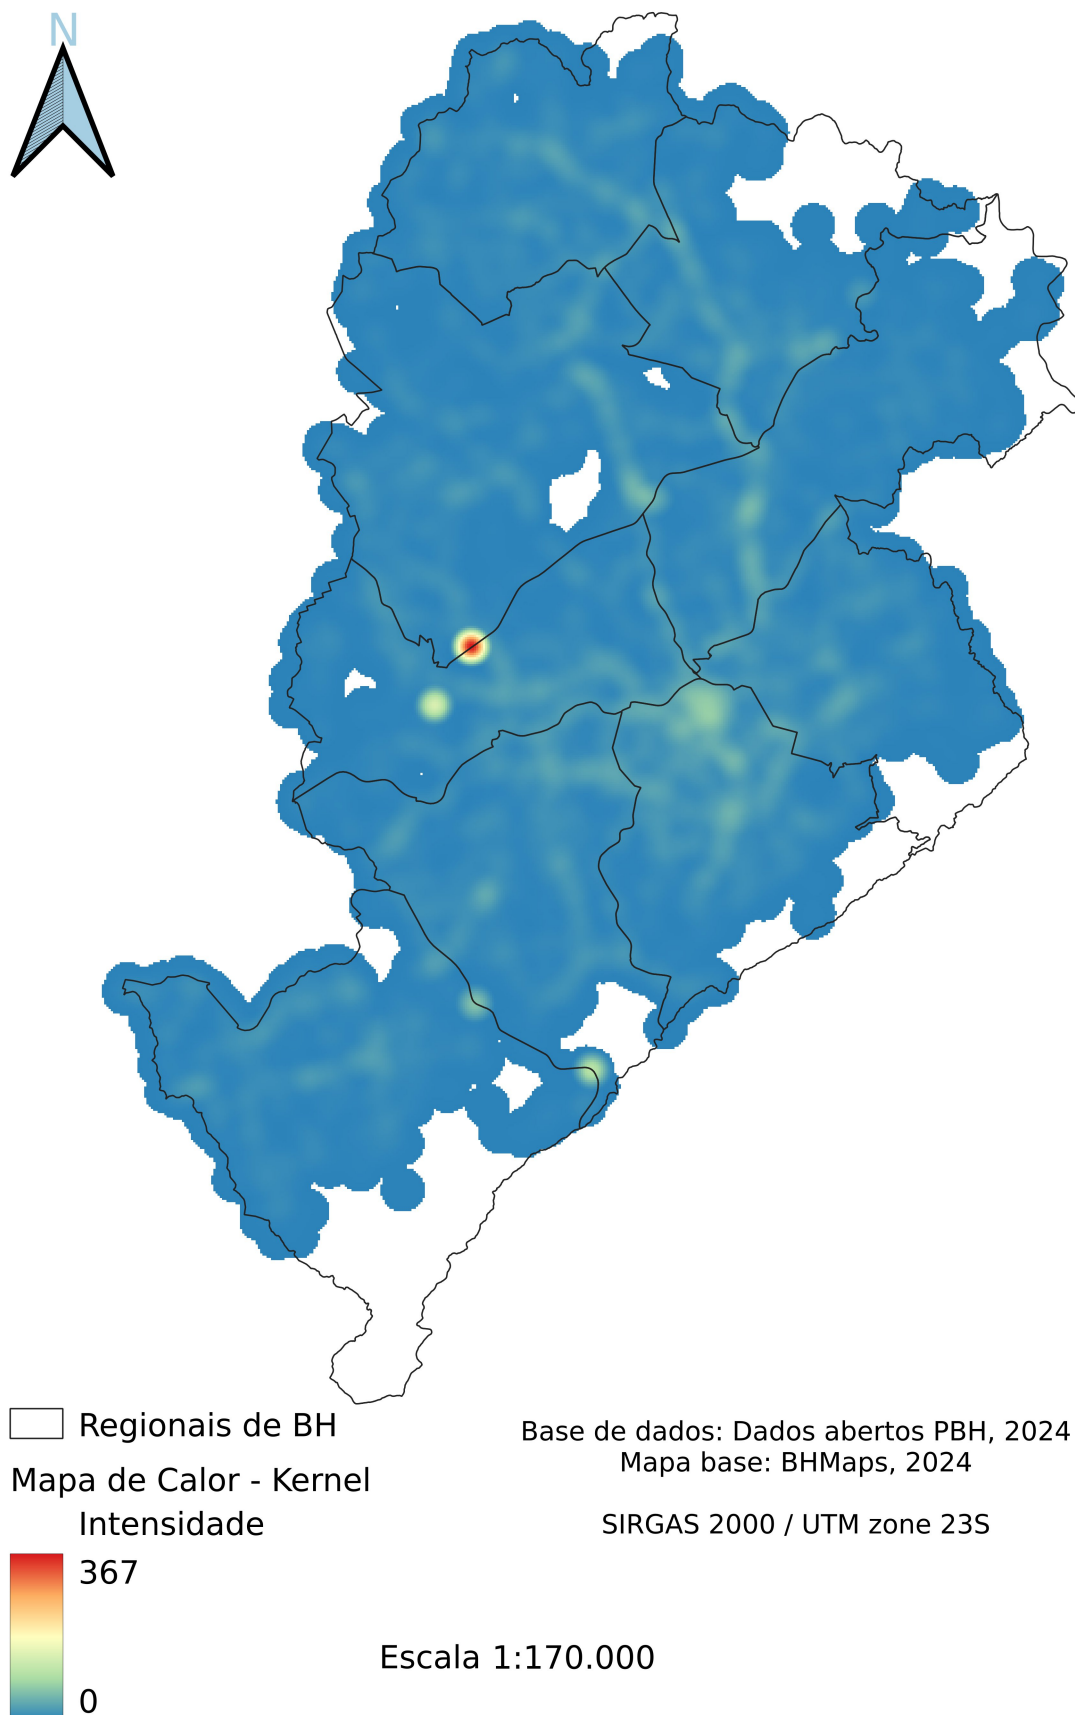 N
Regionais de BH
Mapa de Calor - Kernel
Intensidade
367
0
Base de dados: Dados abertos PBH, 2024
Mapa base: BHMaps, 2024
SIRGAS 2000 / UTM zone 23S
Escala 1:170.000